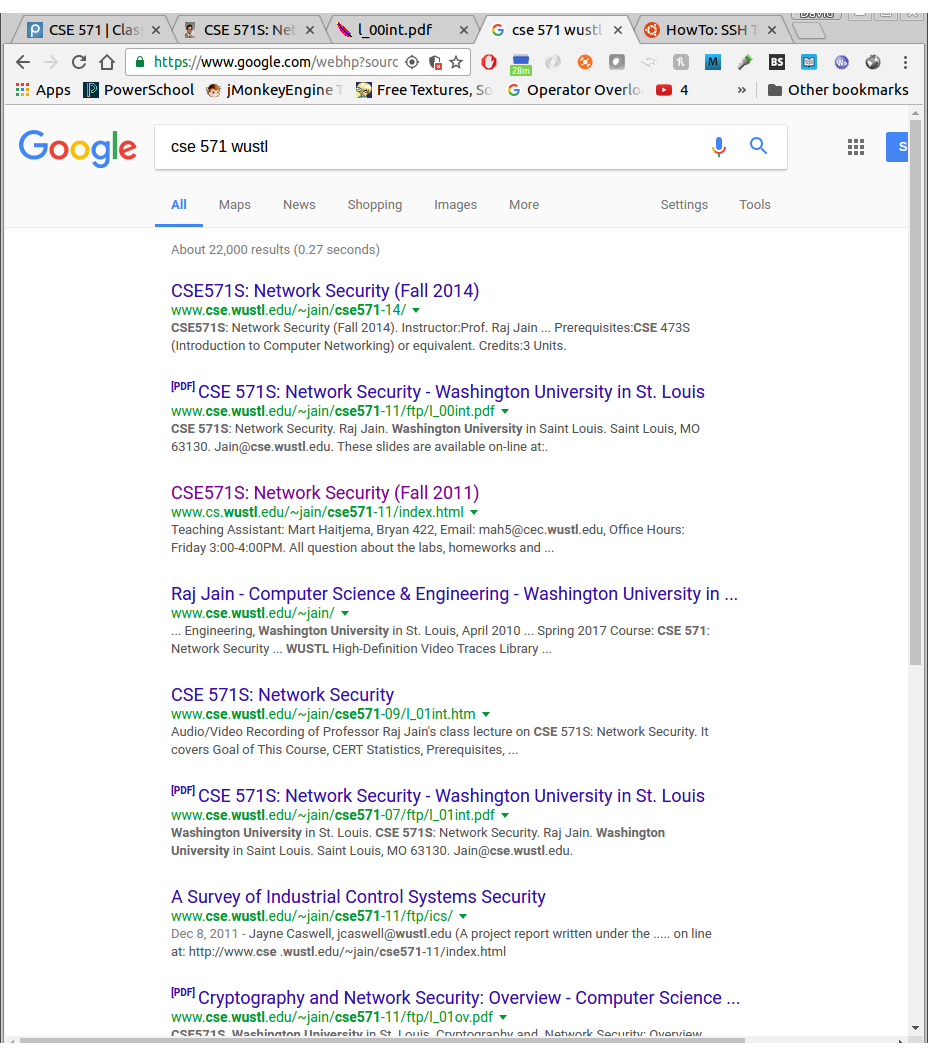 David
CSE 571 | Clas
CSE 571S: Net
l_00int.pdf
cse 571 wustl
HowTo: SSH T
https://www.google.com/webhp?sourc
28m
M
BS
Ws
Apps
PowerSchool
jMonkeyEngine T
Free Textures, So
Operator Overlo
4
»
Other bookmarks
Google
cse 571 wustl
S
All
Maps
News
Shopping
Images
More
Settings
Tools
About 22,000 results (0.27 seconds)
CSE571S: Network Security (Fall 2014)
www.cse.wustl.edu/~jain/cse571-14/
CSE571S: Network Security (Fall 2014). Instructor:Prof. Raj Jain ... Prerequisites:CSE 473S
(Introduction to Computer Networking) or equivalent. Credits:3 Units.
[PDF] CSE 571S: Network Security - Washington University in St. Louis
www.cse.wustl.edu/~jain/cse571-11/ftp/l_00int.pdf
CSE 571S: Network Security. Raj Jain. Washington University in Saint Louis. Saint Louis, MO
63130. Jain@cse.wustl.edu. These slides are available on-line at:.
CSE571S: Network Security (Fall 2011)
www.cs.wustl.edu/~jain/cse571-11/index.html
Teaching Assistant: Mart Haitjema, Bryan 422, Email: mah5@cec.wustl.edu, Office Hours:
Friday 3:00-4:00PM. All question about the labs, homeworks and ...
Raj Jain - Computer Science & Engineering - Washington University in ...
www.cse.wustl.edu/~jain/
... Engineering, Washington University in St. Louis, April 2010 ... Spring 2017 Course: CSE 571:
Network Security ... WUSTL High-Definition Video Traces Library ...
CSE 571S: Network Security
www.cse.wustl.edu/~jain/cse571-09/l_01int.htm
Audio/Video Recording of Professor Raj Jain's class lecture on CSE 571S: Network Security. It
covers Goal of This Course, CERT Statistics, Prerequisites, ...
[PDF] CSE 571S: Network Security - Washington University in St. Louis
www.cse.wustl.edu/~jain/cse571-07/ftp/l_01int.pdf
Washington University in St. Louis. CSE 571S: Network Security. Raj Jain. Washington
University in Saint Louis. Saint Louis, MO 63130. Jain@cse.wustl.edu.
A Survey of Industrial Control Systems Security
www.cse.wustl.edu/~jain/cse571-11/ftp/ics/
Dec 8, 2011 - Jayne Caswell, jcaswell@wustl.edu (A project report written under the ..... on line
at: http://www.cse .wustl.edu/~jain/cse571-11/index.html
[PDF] Cryptography and Network Security: Overview - Computer Science ...
www.cse.wustl.edu/~jain/cse571-11/ftp/l_01ov.pdf
CSE571S. Washington University in St. Louis. Cryptography and. Network Security: Overview.